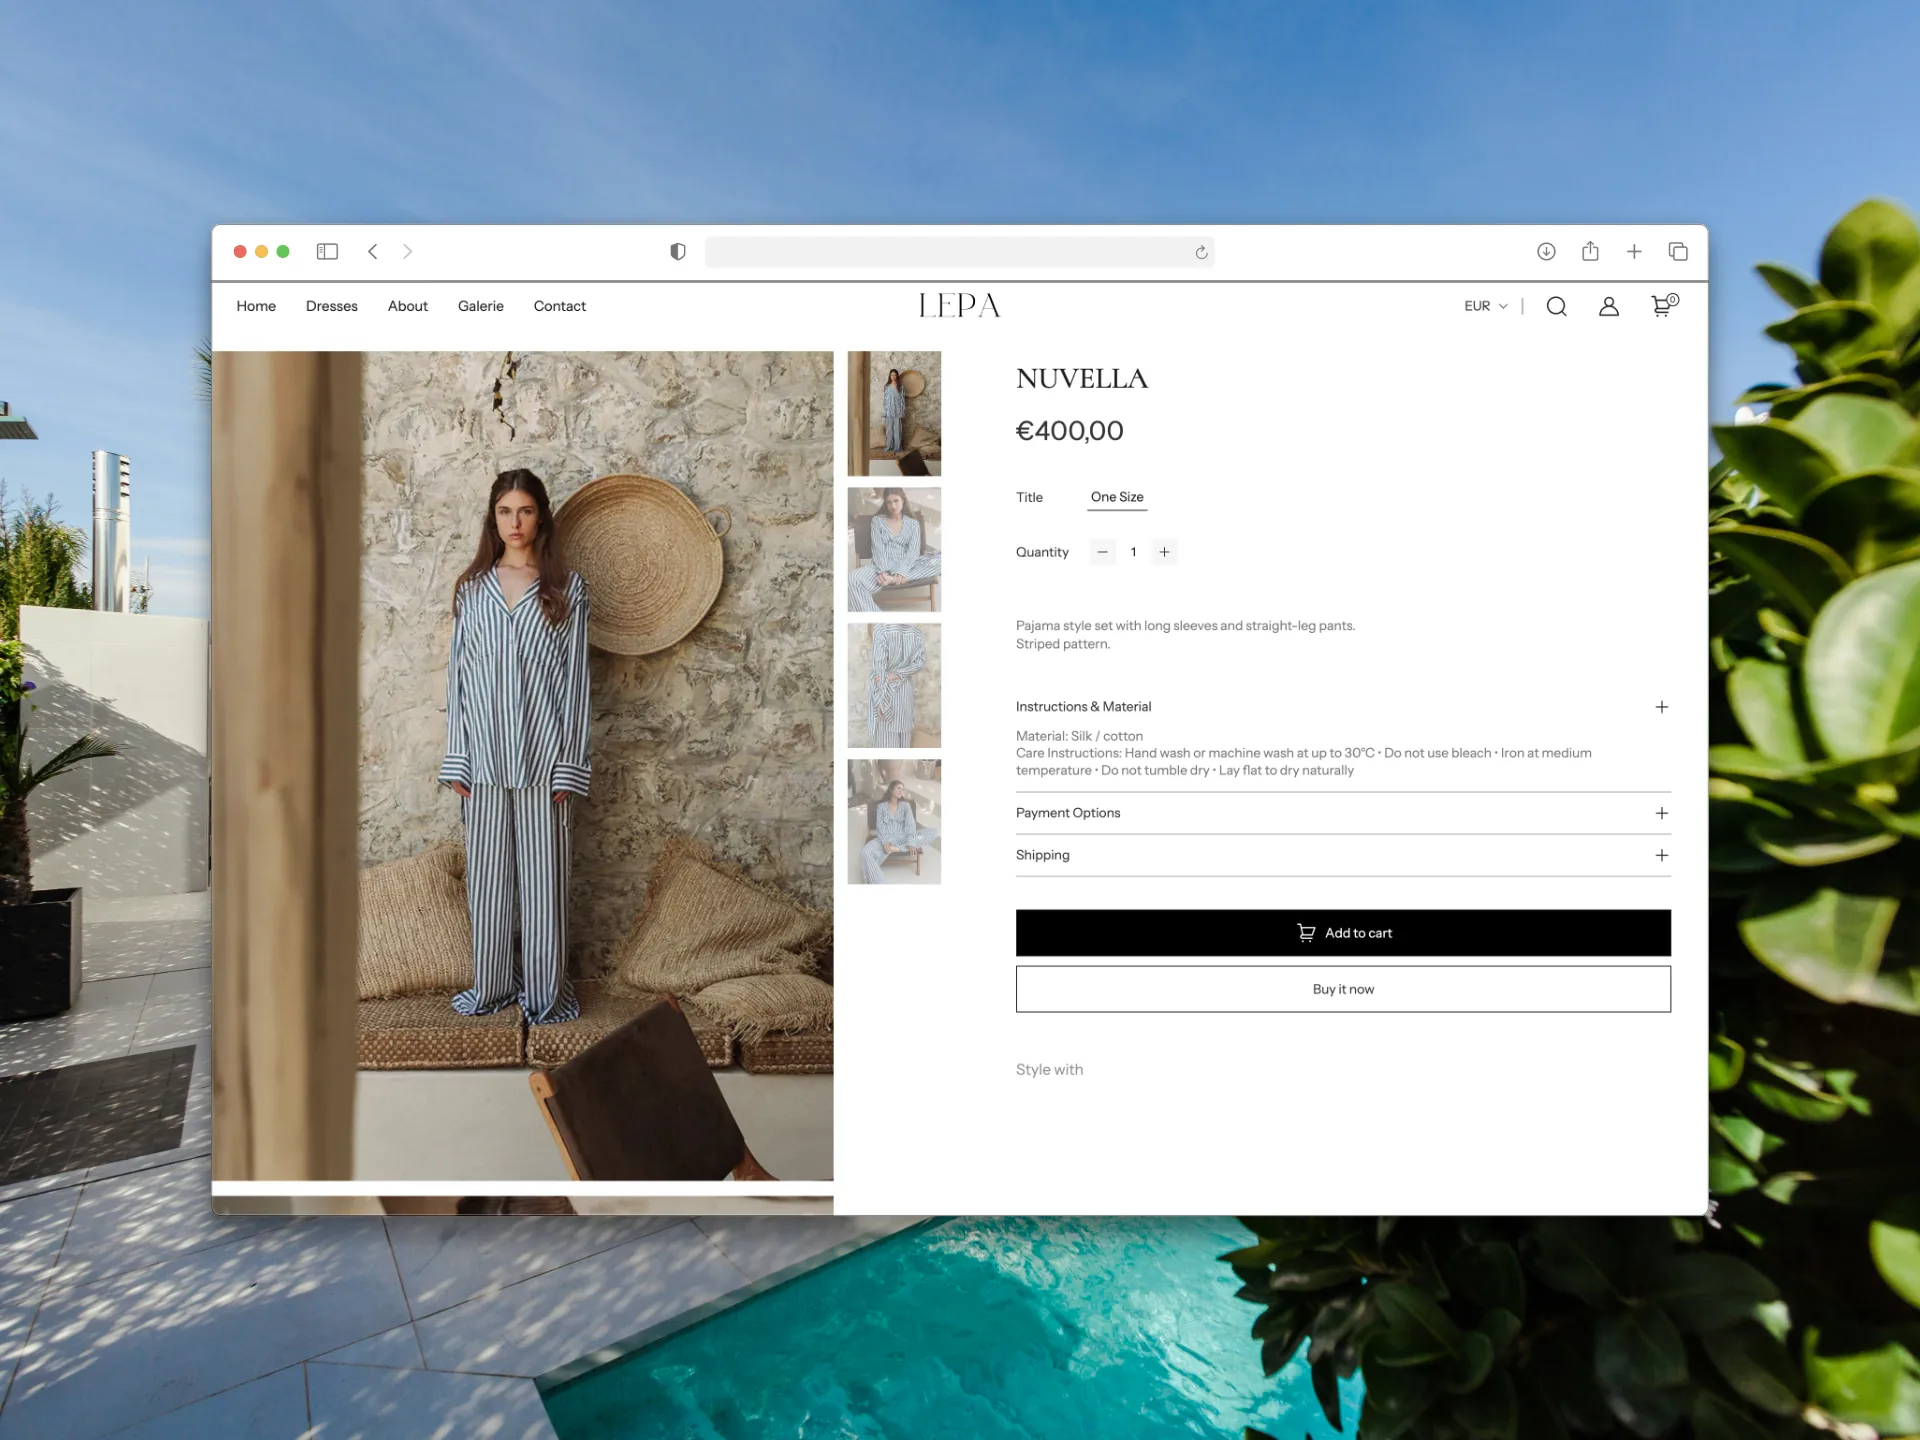 Home Dresses About Galerie Contact
LEPA
EUR
0
NUVELLA
€400,00
Title One Size
Quantity − 1 +
Pajama style set with long sleeves and straight-leg pants.
Striped pattern.
Instructions & Material +
Material: Silk / cotton
Care Instructions: Hand wash or machine wash at up to 30°C • Do not use bleach • Iron at medium
temperature • Do not tumble dry • Lay flat to dry naturally
Payment Options +
Shipping +
Add to cart
Buy it now
Style with